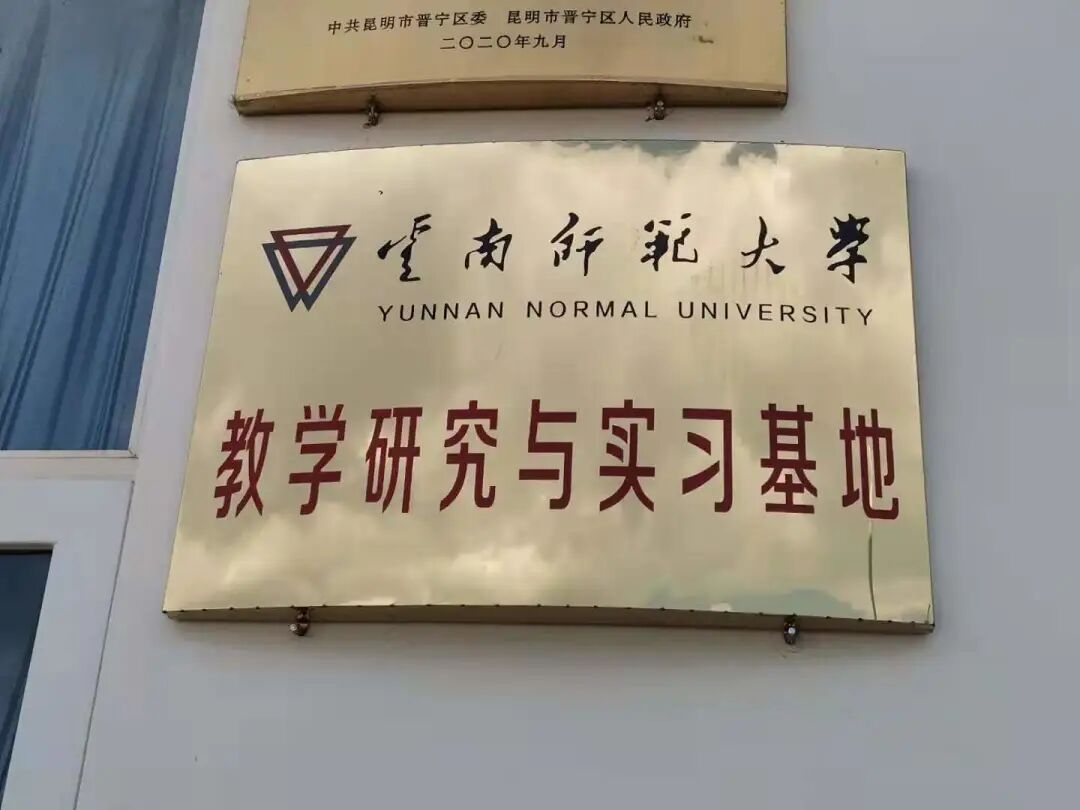 中共昆明市晋宁区委 昆明市晋宁区人民政府
二〇二〇年九月
云南师範大学
YUNNAN NORMAL UNIVERSITY
教学研究与实习基地